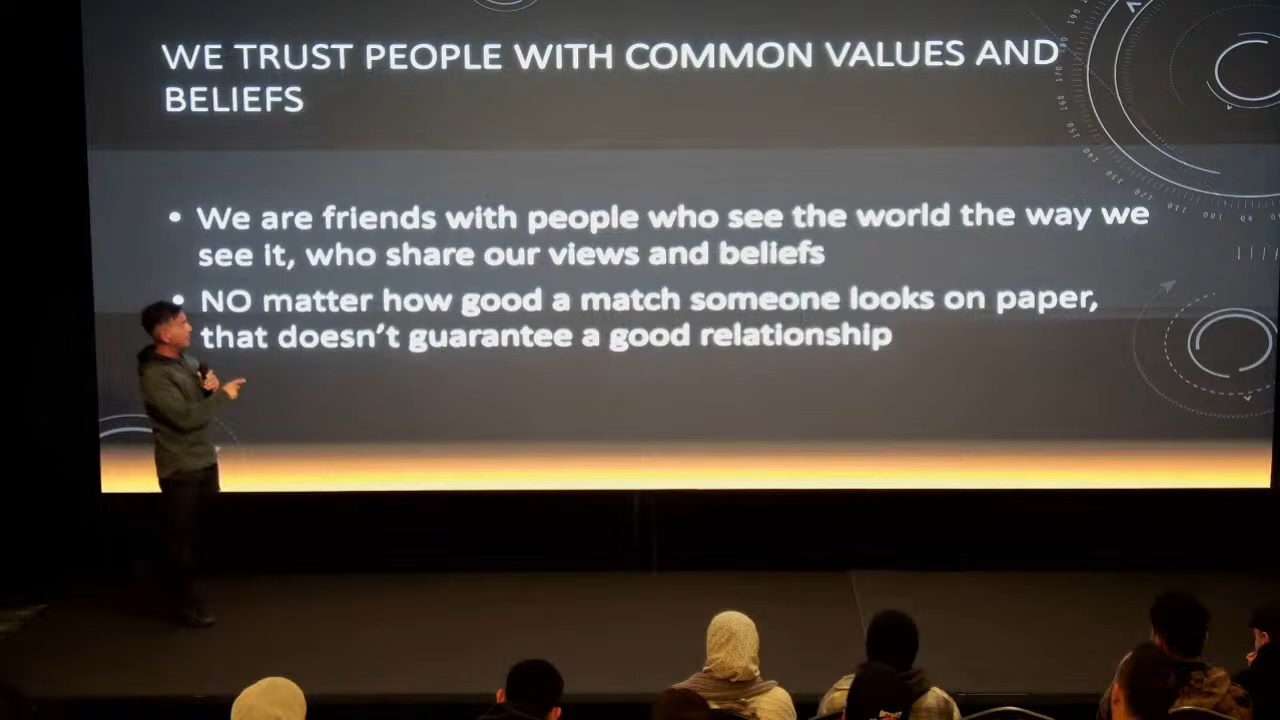 WE TRUST PEOPLE WITH COMMON VALUES AND
BELIEFS
• We are friends with people who see the world the way we
see it, who share our views and beliefs
• NO matter how good a match someone looks on paper,
that doesn't guarantee a good relationship